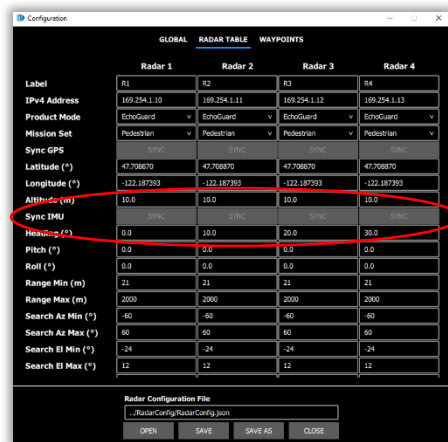 Configuration
GLOBAL RADAR TABLE WAYPOINTS
Radar 1 Radar 2 Radar 3 Radar 4
Label R1 R2 R3 R4
IPv4 Address 169.254.1.10 169.254.1.11 169.254.1.12 169.254.1.13
Product Mode EchoGuard v EchoGuard v EchoGuard v EchoGuard v
Mission Set Pedestrian v Pedestrian v Pedestrian v Pedestrian v
Sync GPS SYNC SYNC SYNC SYNC
Latitude (°) 47.708870 47.708870 47.708870 47.708870
Longitude (°) -122.187393 -122.187393 -122.187393 -122.187393
Altitude (m) 10.0 10.0 10.0 10.0
Sync IMU SYNC SYNC SYNC SYNC
Heading (°) 0.0 10.0 20.0 30.0
Pitch (°) 0.0 0.0 0.0 0.0
Roll (°) 0.0 0.0 0.0 0.0
Range Min (m) 21 21 21 21
Range Max (m) 2000 2000 2000 2000
Search Az Min (°) -60 -60 -60 -60
Search Az Max (°) 60 60 60 60
Search El Min (°) -24 -24 -24 -24
Search El Max (°) 12 12 12 12
Radar Configuration File
../RadarConfig/RadarConfig.json
OPEN SAVE SAVE AS CLOSE